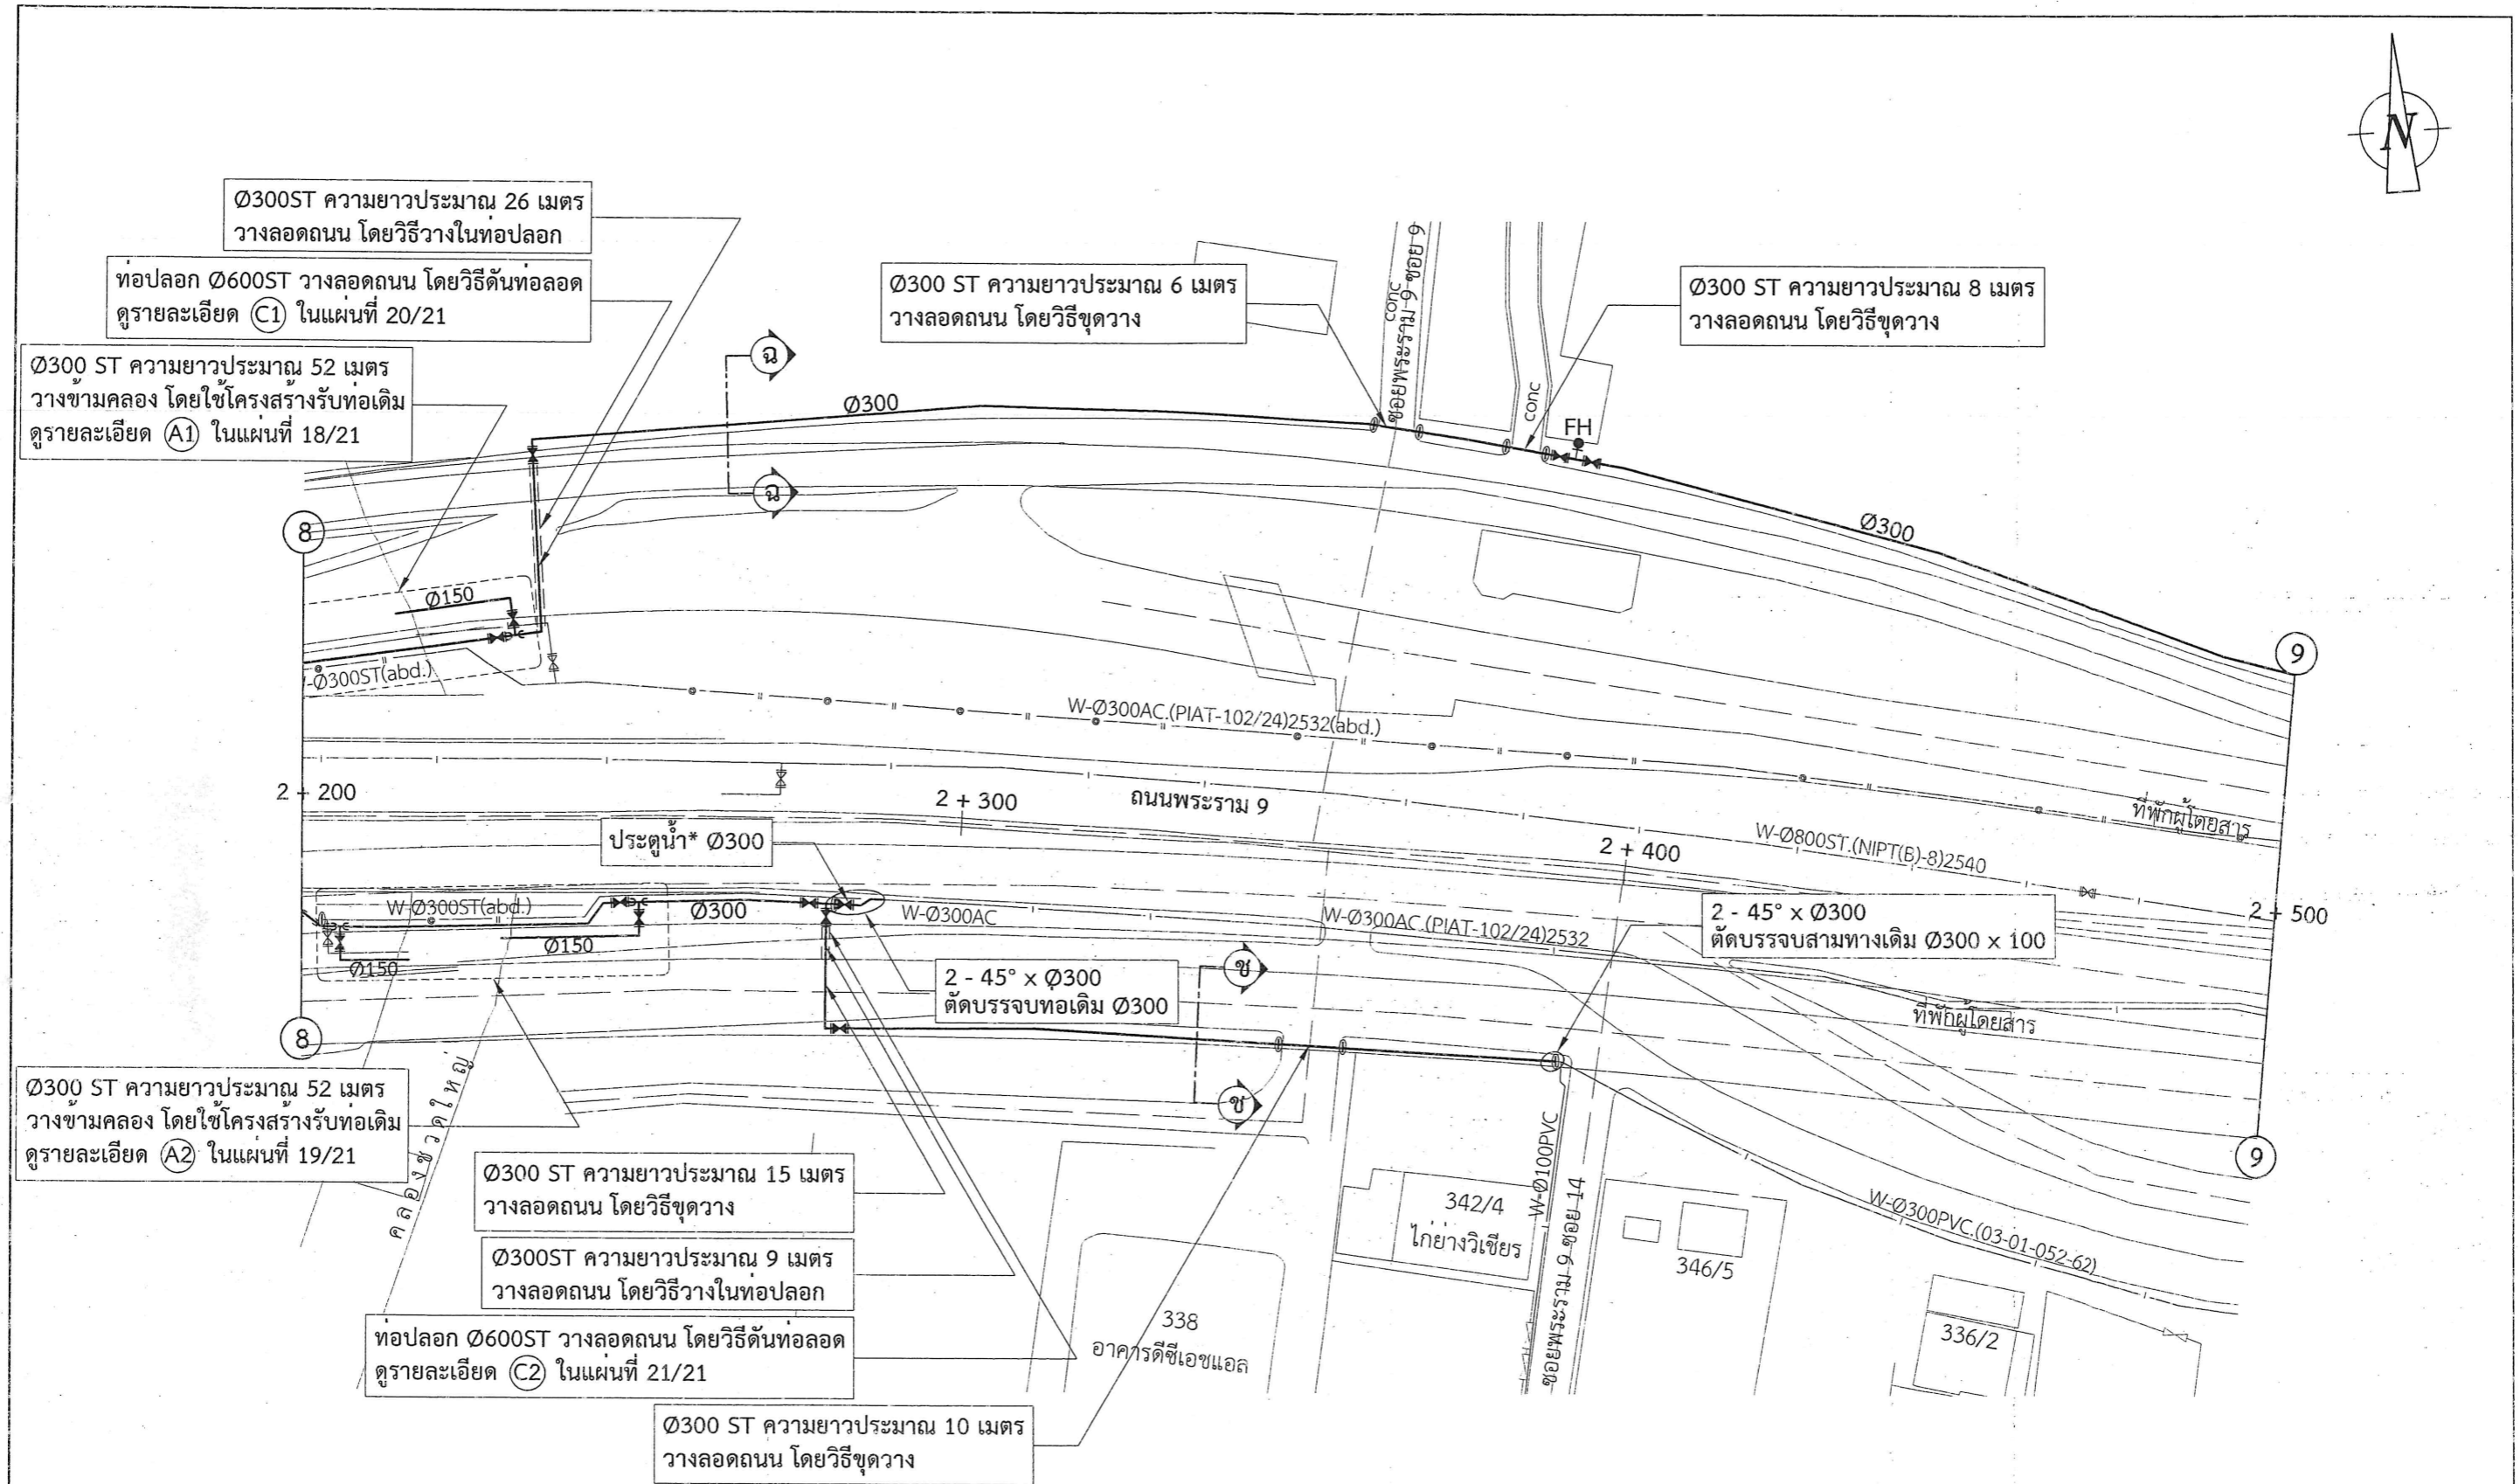 N
Ø300ST ความยาวประมาณ 26 เมตร
วางลอดถนน โดยวิธีวางในท่อปลอก
ท่อปลอก Ø600ST วางลอดถนน โดยวิธีดันท่อลอด
ดูรายละเอียด C1 ในแผ่นที่ 20/21
Ø300 ST ความยาวประมาณ 52 เมตร
วางข้ามคลอง โดยใช้โครงสร้างรับท่อเดิม
ดูรายละเอียด A1 ในแผ่นที่ 18/21
Ø300 ST ความยาวประมาณ 6 เมตร
วางลอดถนน โดยวิธีขุดวาง
Ø300 ST ความยาวประมาณ 8 เมตร
วางลอดถนน โดยวิธีขุดวาง
conc
ซอยพระราม 9 ซอย 9
conc
FH
ฉ
ฉ
Ø300
Ø300
8
9
Ø150
-Ø300ST(abd.)
W-Ø300AC.(PIAT-102/24)2532(abd.)
2 + 200
2 + 300
ถนนพระราม 9
2 + 400
W-Ø800ST.(NIPT(B)-8)2540
ที่พักผู้โดยสาร
2 + 500
ประตูน้ำ* Ø300
W-Ø300ST(abd.)
Ø300
W-Ø300AC
W-Ø300AC.(PIAT-102/24)2532
Ø150
Ø150
2 - 45° x Ø300
ตัดบรรจบสามทางเดิม Ø300 x 100
2 - 45° x Ø300
ตัดบรรจบทอเดิม Ø300
ช
ช
ที่พักผู้โดยสาร
8
9
Ø300 ST ความยาวประมาณ 52 เมตร
วางข้ามคลอง โดยใช้โครงสร้างรับท่อเดิม
ดูรายละเอียด A2 ในแผ่นที่ 19/21
คลองชวดใหญ่
Ø300 ST ความยาวประมาณ 15 เมตร
วางลอดถนน โดยวิธีขุดวาง
Ø300ST ความยาวประมาณ 9 เมตร
วางลอดถนน โดยวิธีวางในท่อปลอก
ท่อปลอก Ø600ST วางลอดถนน โดยวิธีดันท่อลอด
ดูรายละเอียด C2 ในแผ่นที่ 21/21
Ø300 ST ความยาวประมาณ 10 เมตร
วางลอดถนน โดยวิธีขุดวาง
338
อาคารดีซีเอชแอล
342/4
ไก่ย่างวิเชียร
W-Ø100PVC
ซอยพระราม 9 ซอย 14
346/5
W-Ø300PVC.(03-01-052-62)
336/2